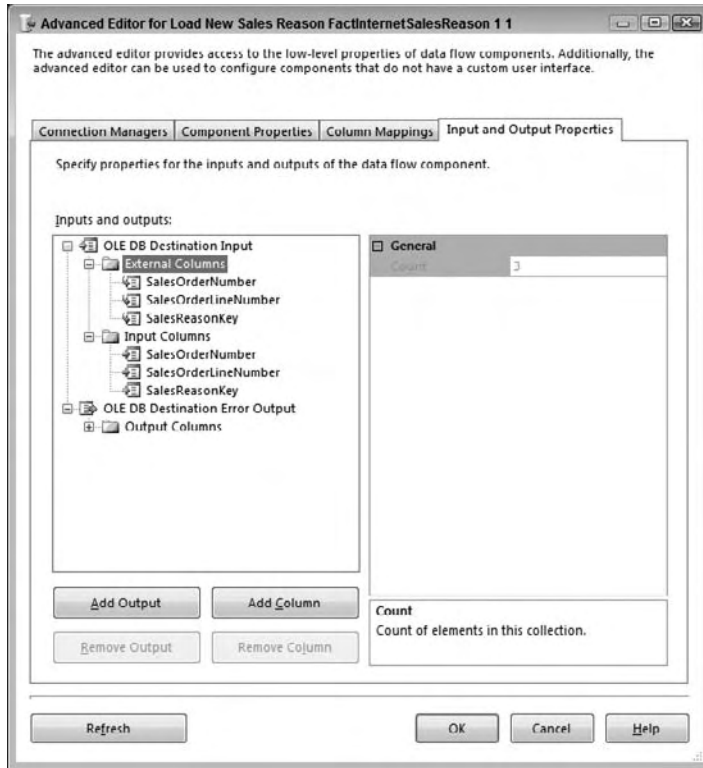 Advanced Editor for Load New Sales Reason FactInternetSalesReason 1 1
The advanced editor provides access to the low-level properties of data flow components. Additionally, the
advanced editor can be used to configure components that do not have a custom user interface.
Connection Managers Component Properties Column Mappings Input and Output Properties
Specify properties for the inputs and outputs of the data flow component.
Inputs and outputs:
OLE DB Destination Input
External Columns
SalesOrderNumber
SalesOrderLineNumber
SalesReasonKey
Input Columns
SalesOrderNumber
SalesOrderLineNumber
SalesReasonKey
OLE DB Destination Error Output
Output Columns
General
Count 3
Add Output Add Column
Remove Output Remove Column
Count
Count of elements in this collection.
Refresh OK Cancel Help